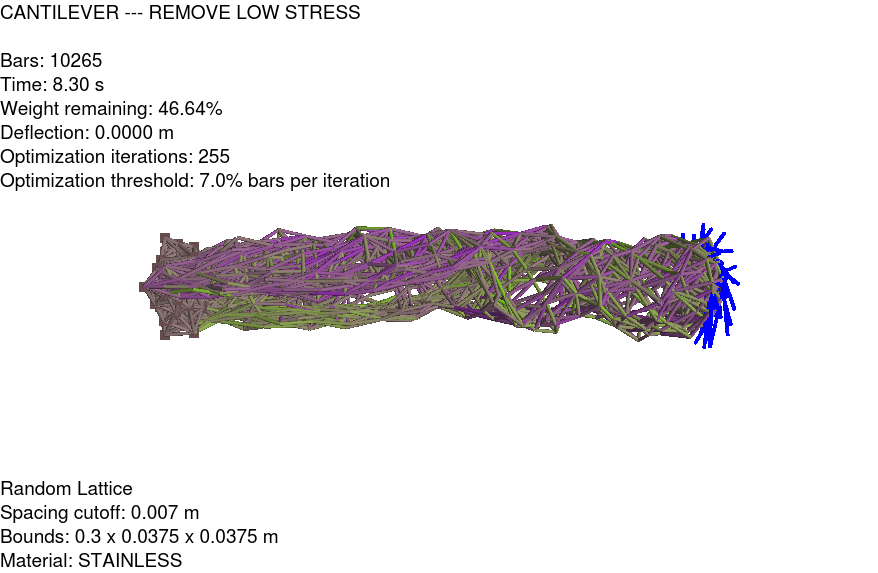 CANTILEVER --- REMOVE LOW STRESS
Bars: 10265
Time: 8.30 s
Weight remaining: 46.64%
Deflection: 0.0000 m
Optimization iterations: 255
Optimization threshold: 7.0% bars per iteration
Random Lattice
Spacing cutoff: 0.007 m
Bounds: 0.3 x 0.0375 x 0.0375 m
Material: STAINLESS